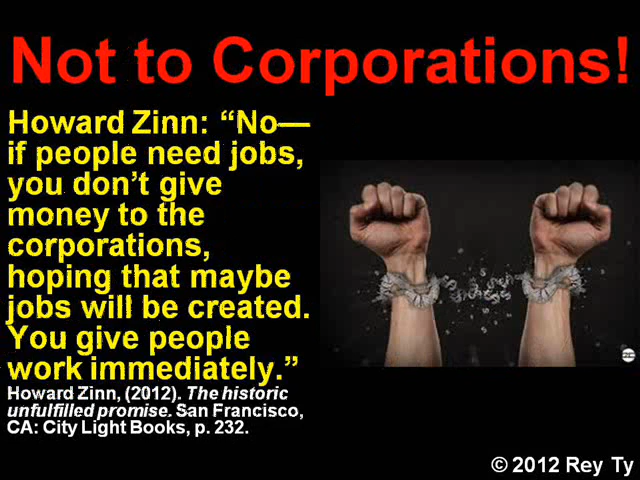 Not to Corporations!
Howard Zinn: “No—
if people need jobs,
you don’t give
money to the
corporations,
hoping that maybe
jobs will be created.
You give people
work immediately.”
Howard Zinn, (2012). The historic
unfulfilled promise. San Francisco,
CA: City Light Books, p. 232.
© 2012 Rey Ty